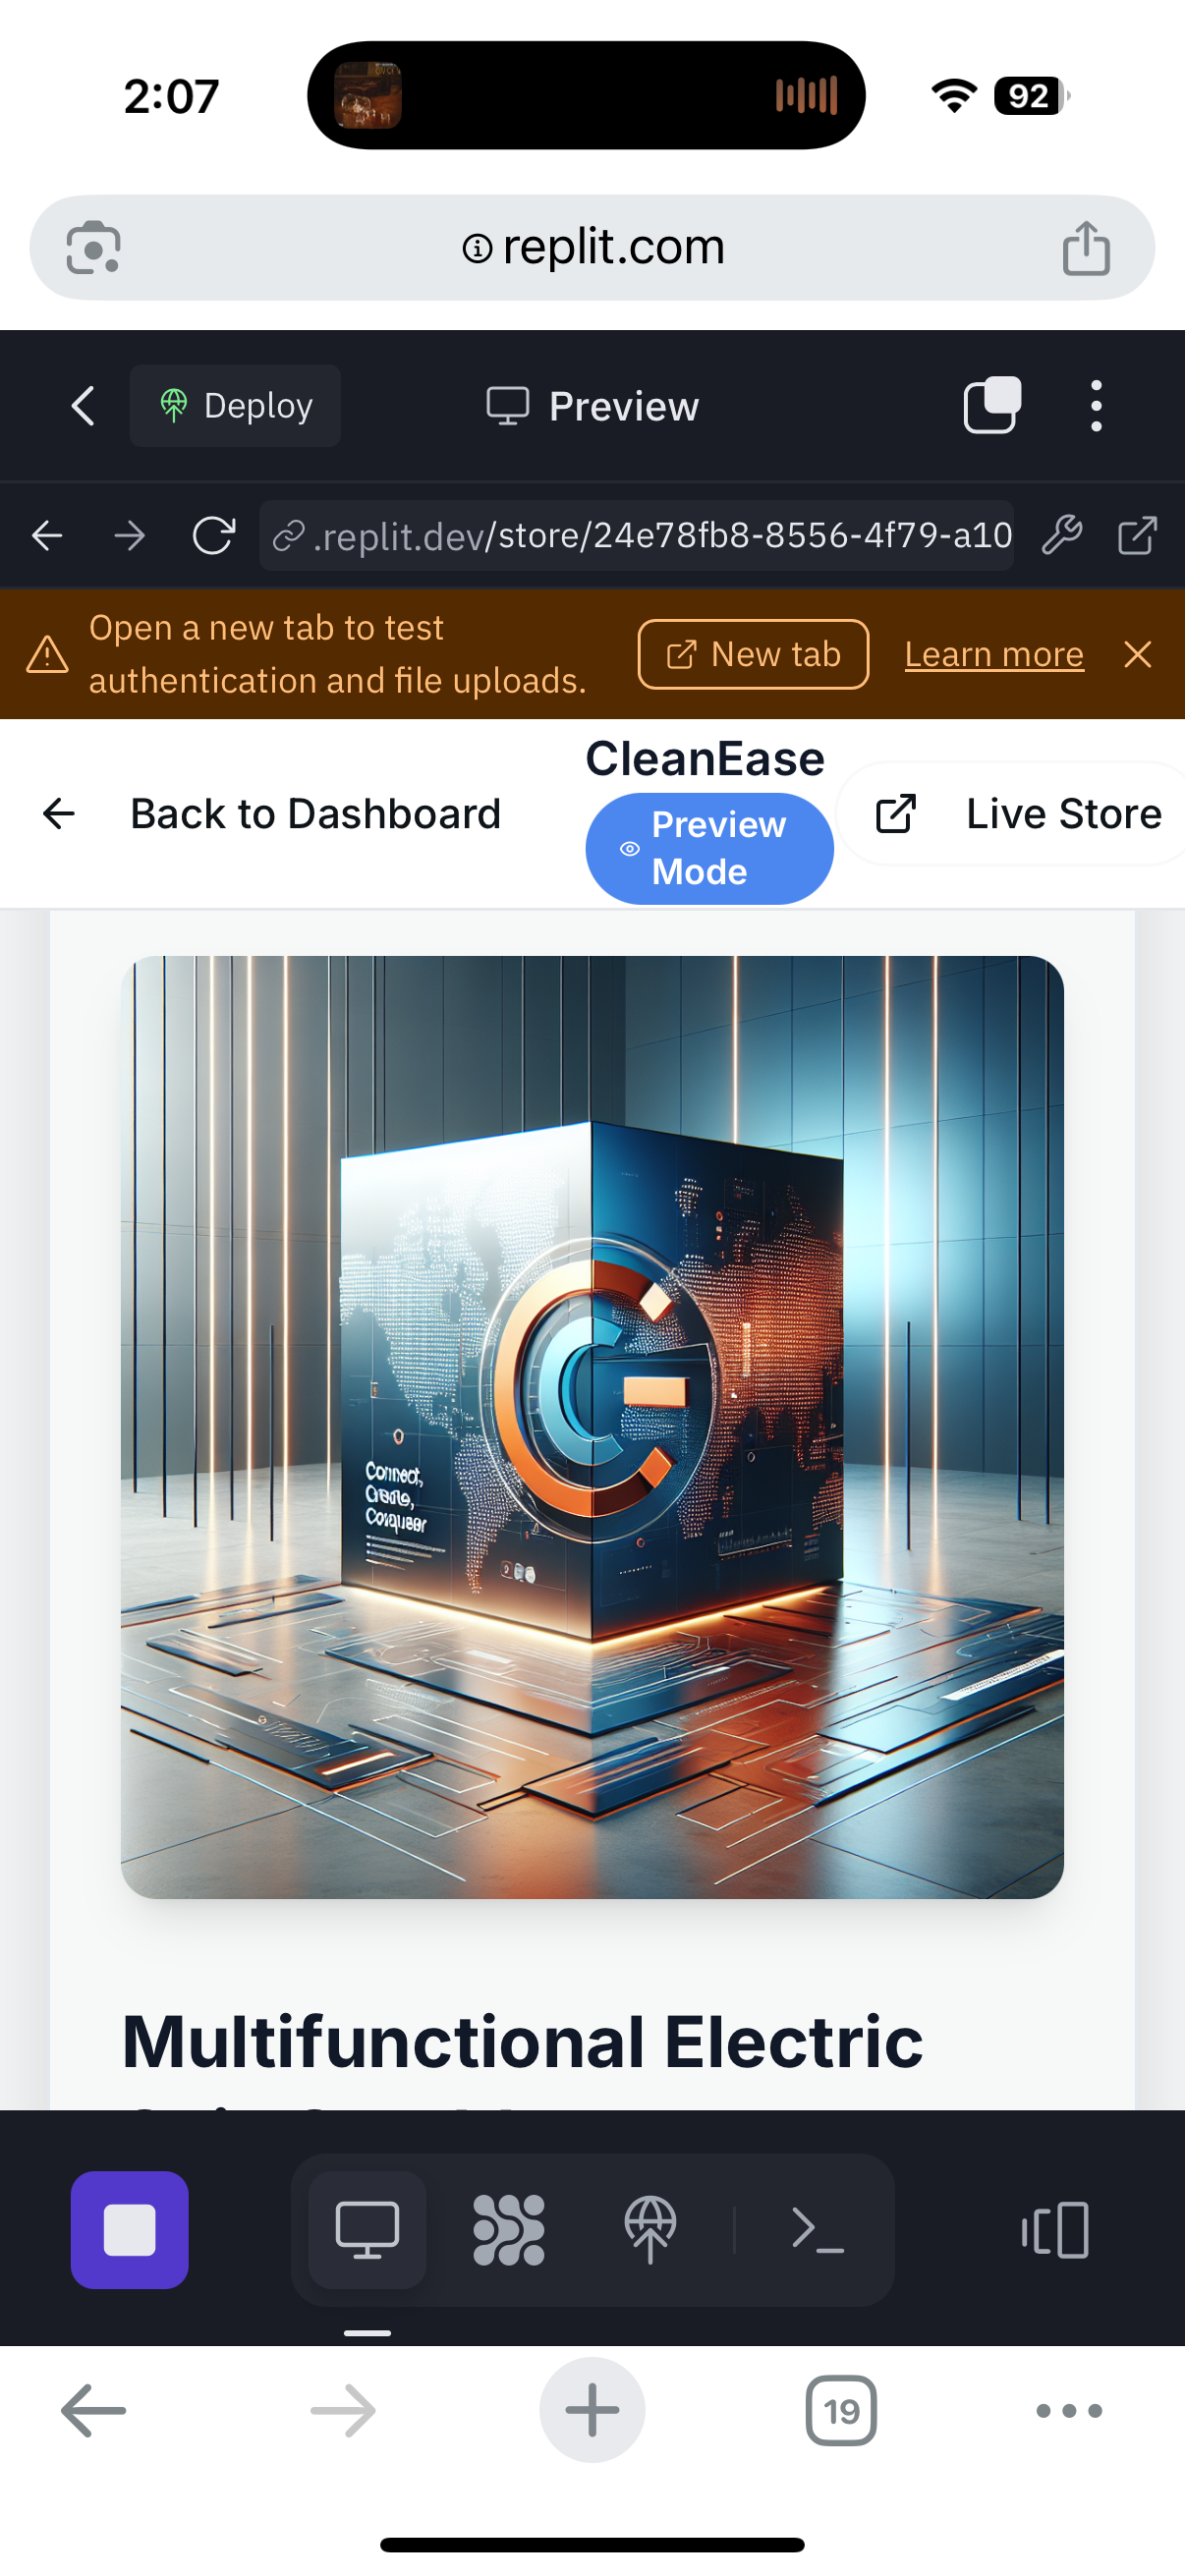 2:07
92
replit.com
Deploy
Preview
.replit.dev/store/24e78fb8-8556-4f79-a10
Open a new tab to test
authentication and file uploads.
New tab
Learn more
Back to Dashboard
CleanEase
Preview
Mode
Live Store
Connect,
Create,
Conquer
Multifunctional Electric
19